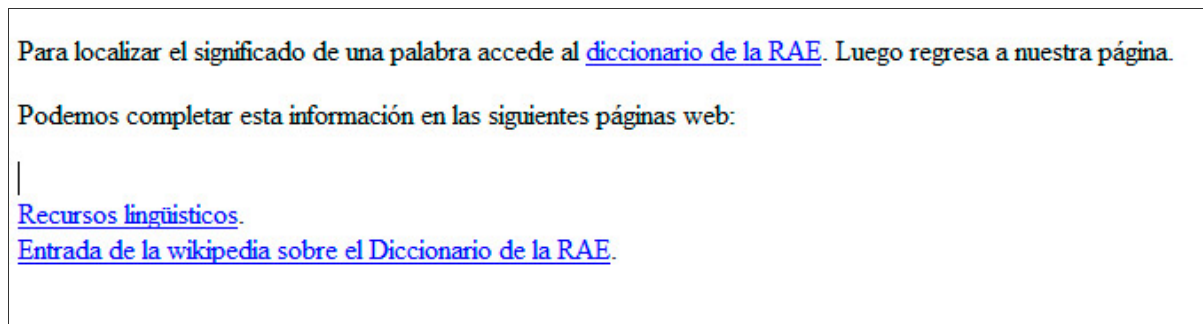 Para localizar el significado de una palabra accede al diccionario de la RAE. Luego regresa a nuestra página.
Podemos completar esta información en las siguientes páginas web:
Recursos lingüisticos.
Entrada de la wikipedia sobre el Diccionario de la RAE.